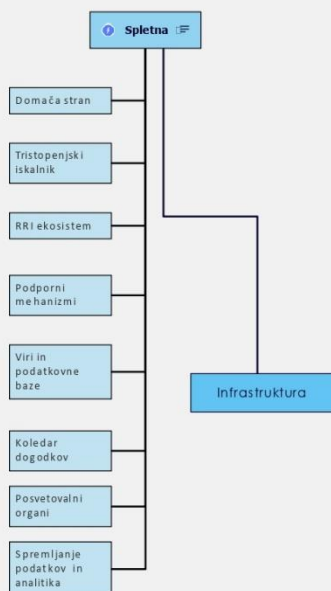 Spletna
Domača stran
Tristopenjski
iskalnik
RRI ekosistem
Podporni
mehanizmi
Viri in
podatkovne
baze
Infrastruktura
Koledar
dogodkov
Posvetovalni
organi
Spremljanje
podatkov in
analitika